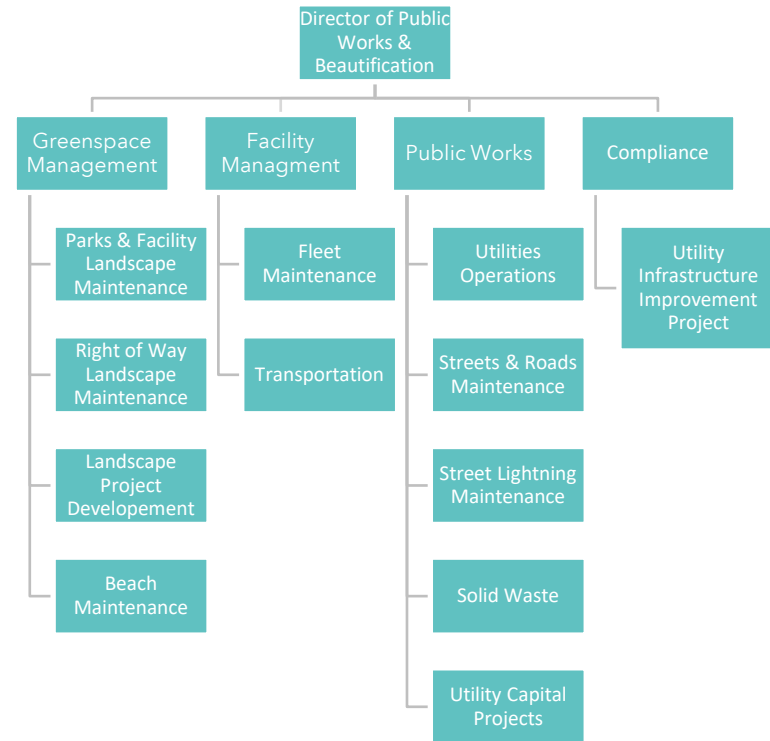 Director of Public
Works &
Beautification
Greenspace
Management
Facility
Managment
Public Works
Compliance
Parks & Facility
Landscape
Maintenance
Fleet
Maintenance
Utilities
Operations
Utility
Infrastructure
Improvement
Project
Right of Way
Landscape
Maintenance
Transportation
Streets & Roads
Maintenance
Landscape
Project
Developement
Street Lightning
Maintenance
Beach
Maintenance
Solid Waste
Utility Capital
Projects